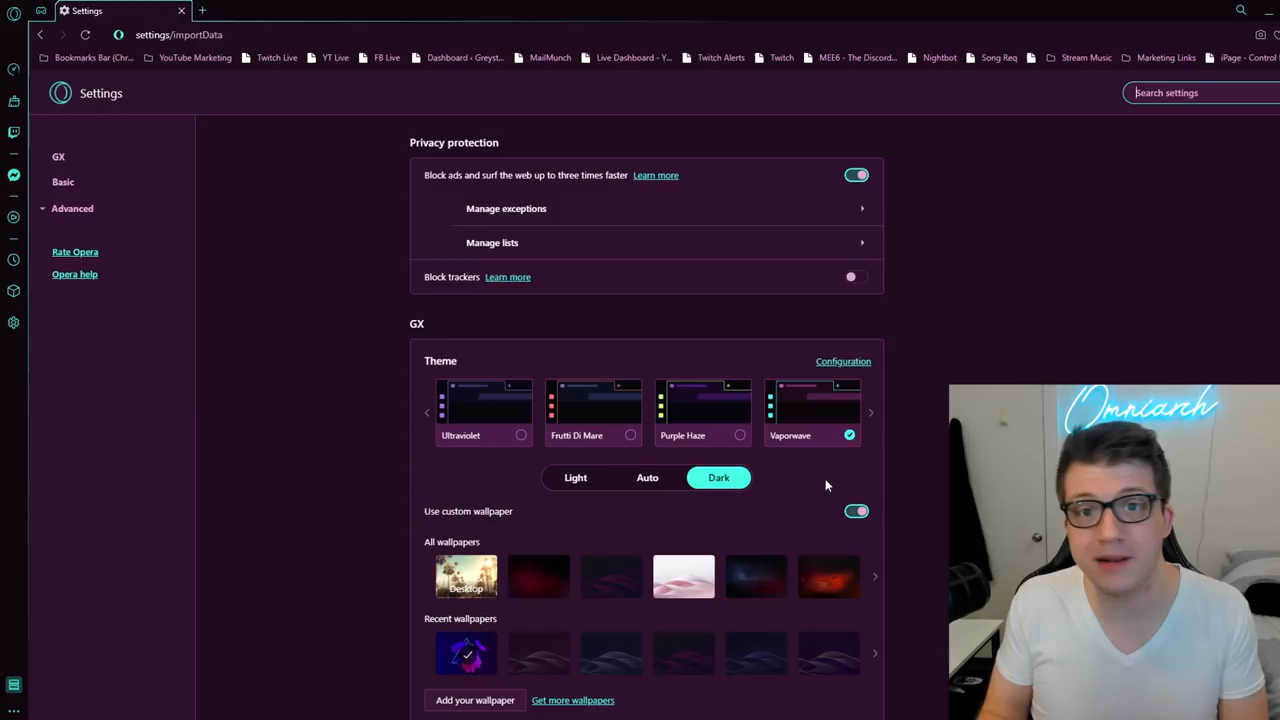 Settings
settings/importData
Bookmarks Bar (Chr... YouTube Marketing Twitch Live YT Live FB Live Dashboard ‹ Greyst... MailMunch Live Dashboard - Y... Twitch Alerts Twitch MEE6 - The Discord... Nightbot Song Req Stream Music Marketing Links iPage - Control
Settings
Search settings
GX
Basic
Advanced
Rate Opera
Opera help
Privacy protection
Block ads and surf the web up to three times faster Learn more
Manage exceptions
Manage lists
Block trackers Learn more
GX
Theme Configuration
Ultraviolet Frutti Di Mare Purple Haze Vaporwave
Light Auto Dark
Use custom wallpaper
All wallpapers
Desktop
Recent wallpapers
Add your wallpaper Get more wallpapers
Omniarch